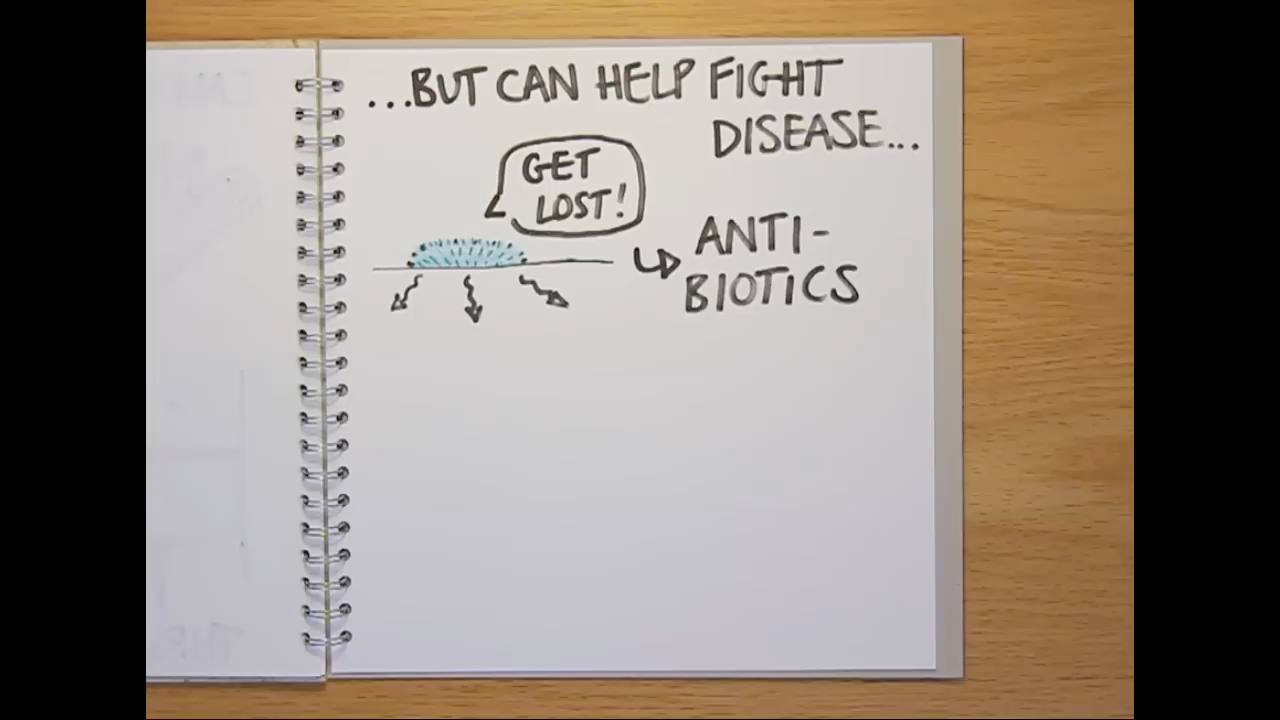 ...BUT CAN HELP FIGHT
DISEASE...
GET
LOST!
ANTI-
BIOTICS